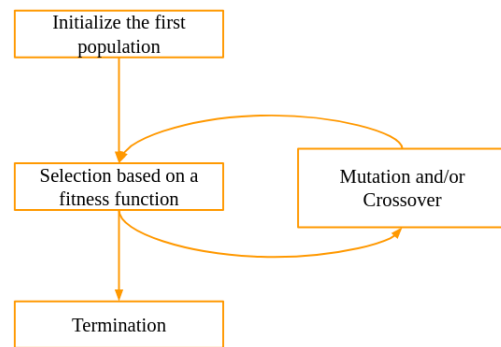 Initialize the first
population
Selection based on a
fitness function
Mutation and/or
Crossover
Termination